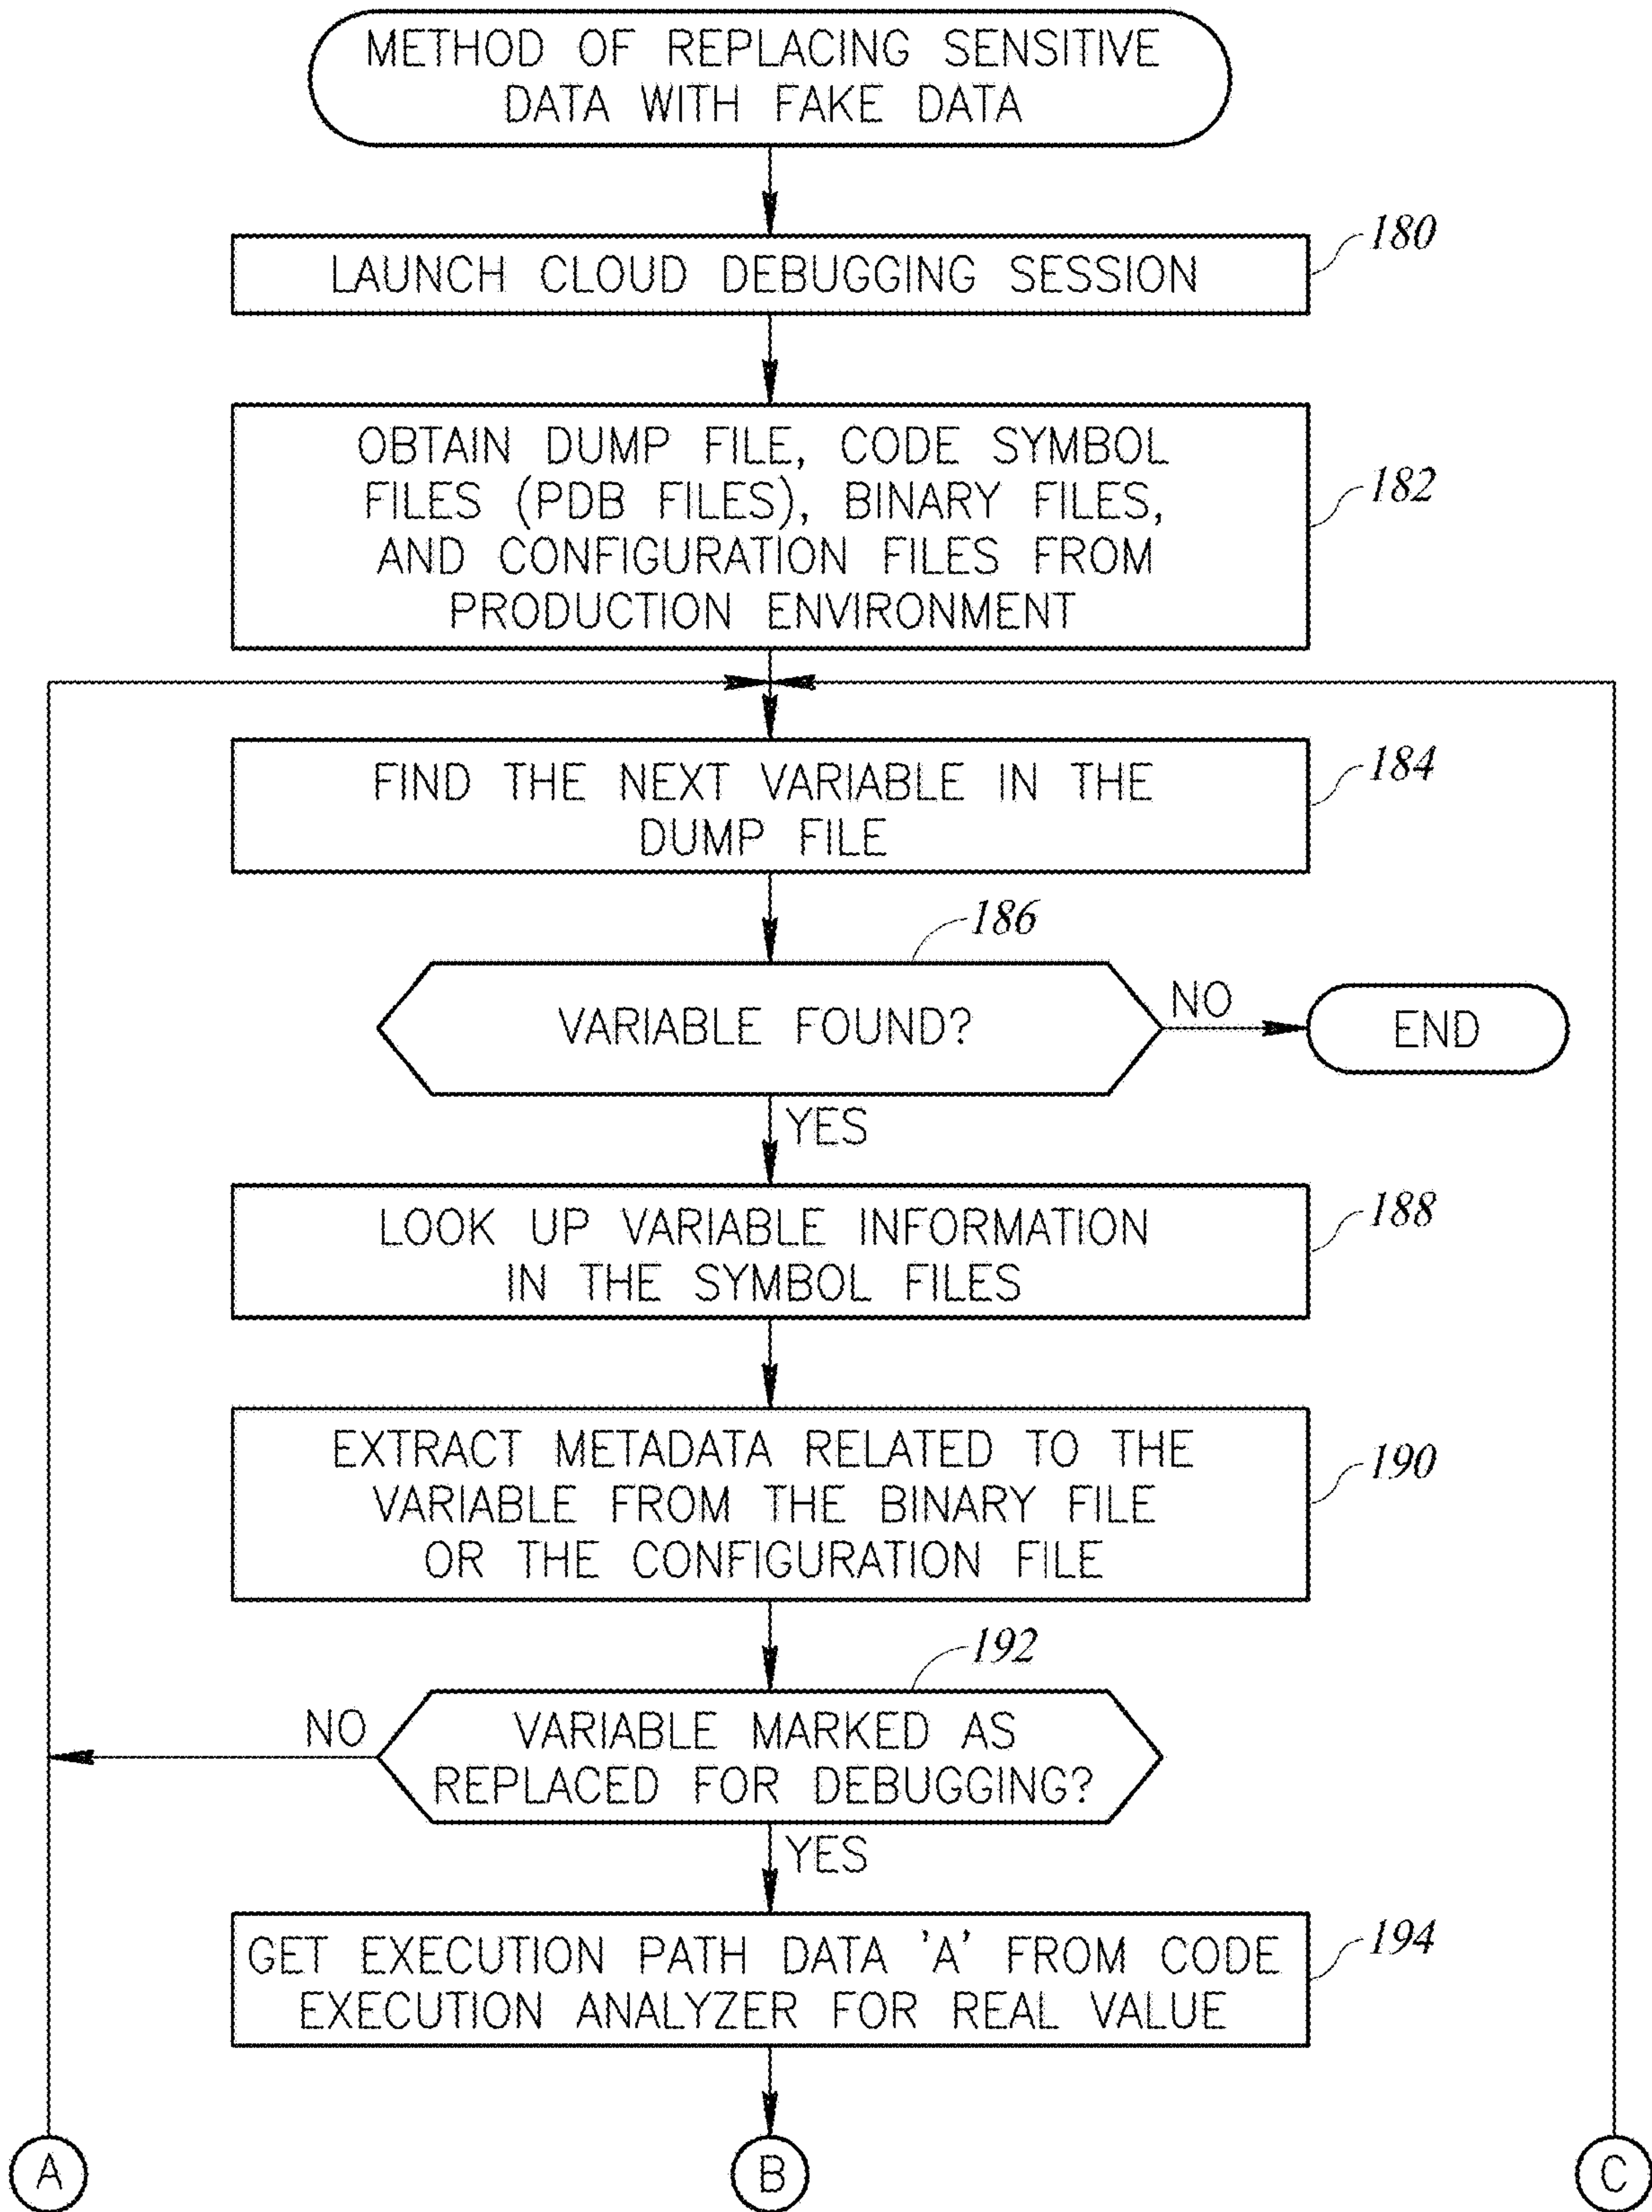 METHOD OF REPLACING SENSITIVE
DATA WITH FAKE DATA
180
LAUNCH CLOUD DEBUGGING SESSION
OBTAIN DUMP FILE, CODE SYMBOL
FILES (PDB FILES), BINARY FILES,
AND CONFIGURATION FILES FROM
PRODUCTION ENVIRONMENT
182
FIND THE NEXT VARIABLE IN THE
DUMP FILE
184
186
VARIABLE FOUND?
NO
END
YES
LOOK UP VARIABLE INFORMATION
IN THE SYMBOL FILES
188
EXTRACT METADATA RELATED TO THE
VARIABLE FROM THE BINARY FILE
OR THE CONFIGURATION FILE
190
192
NO
VARIABLE MARKED AS
REPLACED FOR DEBUGGING?
YES
GET EXECUTION PATH DATA 'A' FROM CODE
EXECUTION ANALYZER FOR REAL VALUE
194
A
B
C